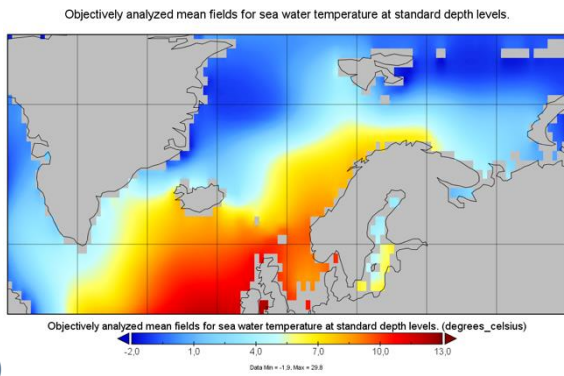 Objectively analyzed mean fields for sea water temperature at standard depth levels.
Objectively analyzed mean fields for sea water temperature at standard depth levels. (degrees_celsius)
-2,0 1,0 4,0 7,0 10,0 13,0
Data Min = -1.9, Max = 29.8